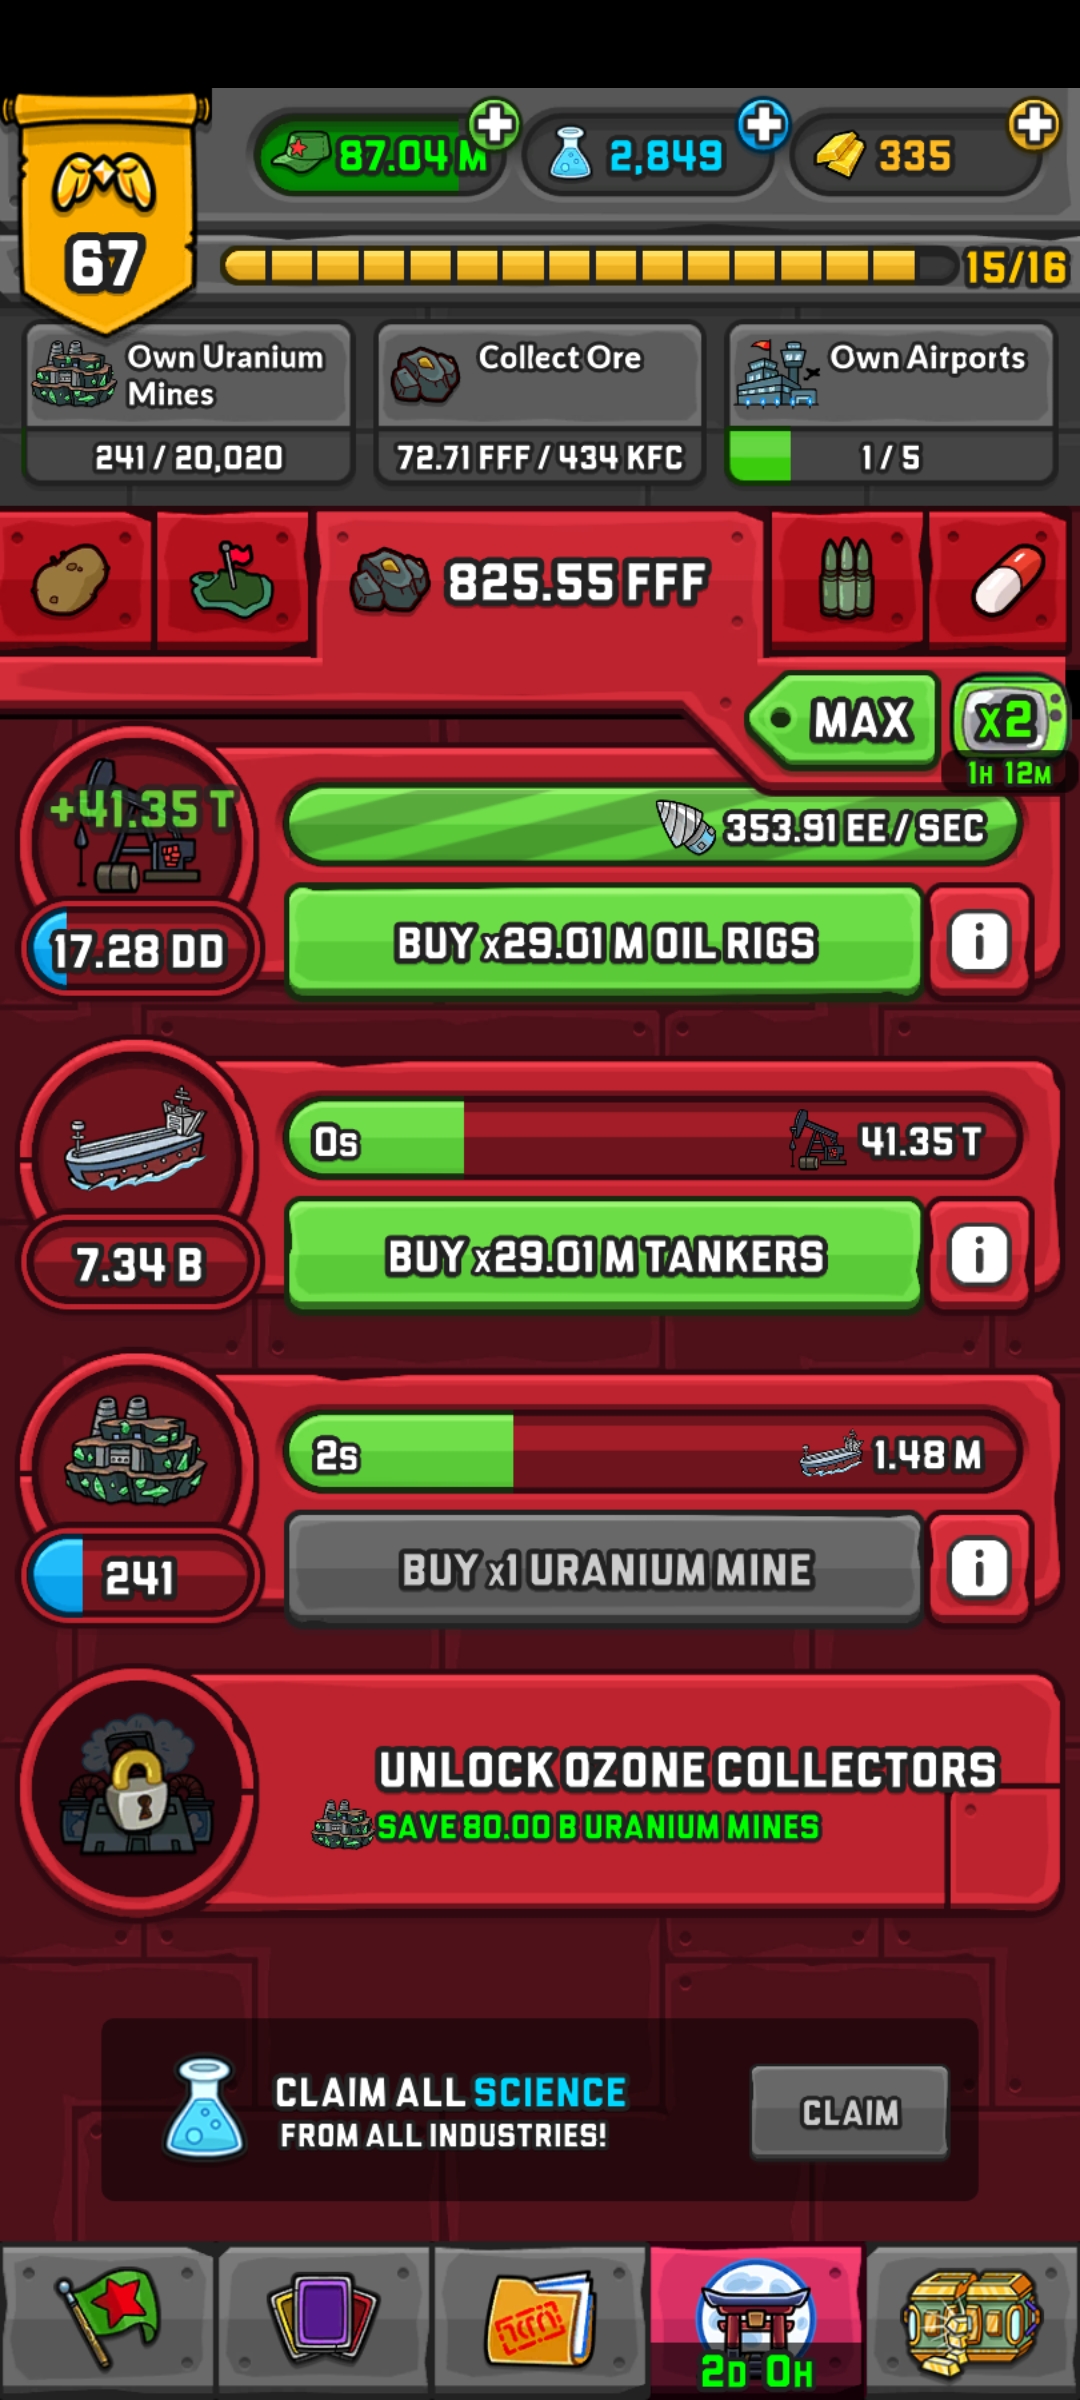 87.04 M
2,849
335
67
15/16
Own Uranium
Mines
241 / 20,020
Collect Ore
72.71 FFF / 434 KFC
Own Airports
1 / 5
825.55 FFF
MAX
x2
1H 12M
+41.35 T
353.91 EE / SEC
17.28 DD
BUY x29.01 M OIL RIGS
i
0s
41.35 T
7.34 B
BUY x29.01 M TANKERS
i
2s
1.48 M
241
BUY x1 URANIUM MINE
i
UNLOCK OZONE COLLECTORS
SAVE 80.00 B URANIUM MINES
CLAIM ALL SCIENCE
FROM ALL INDUSTRIES!
CLAIM
2D 0H